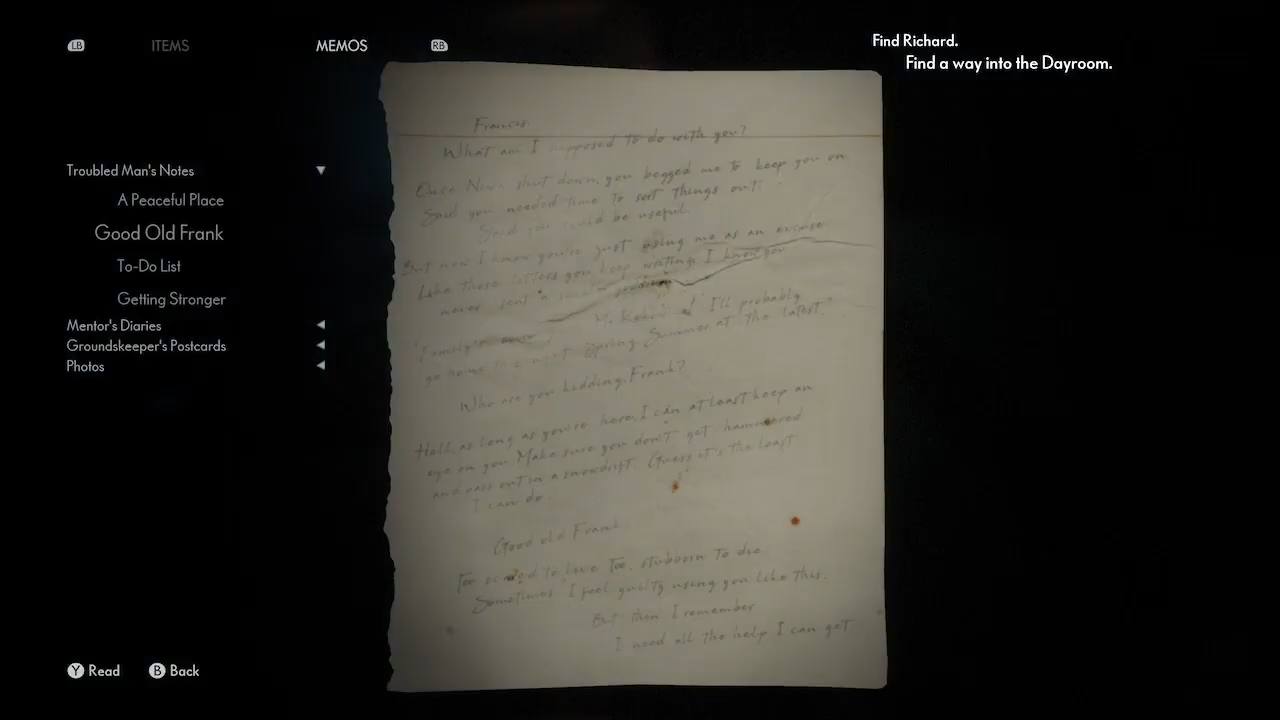 LB
ITEMS
MEMOS
RB
Find Richard.
Find a way into the Dayroom.
Troubled Man's Notes
A Peaceful Place
Good Old Frank
To-Do List
Getting Stronger
Mentor's Diaries
Groundskeeper's Postcards
Photos
Francis.
What am I supposed to do with you?
Once Niwa shut down, you begged me to keep you on
Said you needed time to sort things out.
Said you could be useful.
But now I know you're just using me as an excuse
Like those letters you keep writing. I know you
never sent a
I'll probably
go home Spring Summer at the latest."
Who are you kidding, Frank?
Hell, as long as you're here, I can at least keep an
eye on you. Make sure you don't get hammered
and pass out in a snowdrift. Guess it's the least
I can do.
Good old Frank
Too scared to live Too, stubborn to die
Sometimes I feel guilty using you like this.
But then I remember
I need all the help I can get
Y Read
B Back